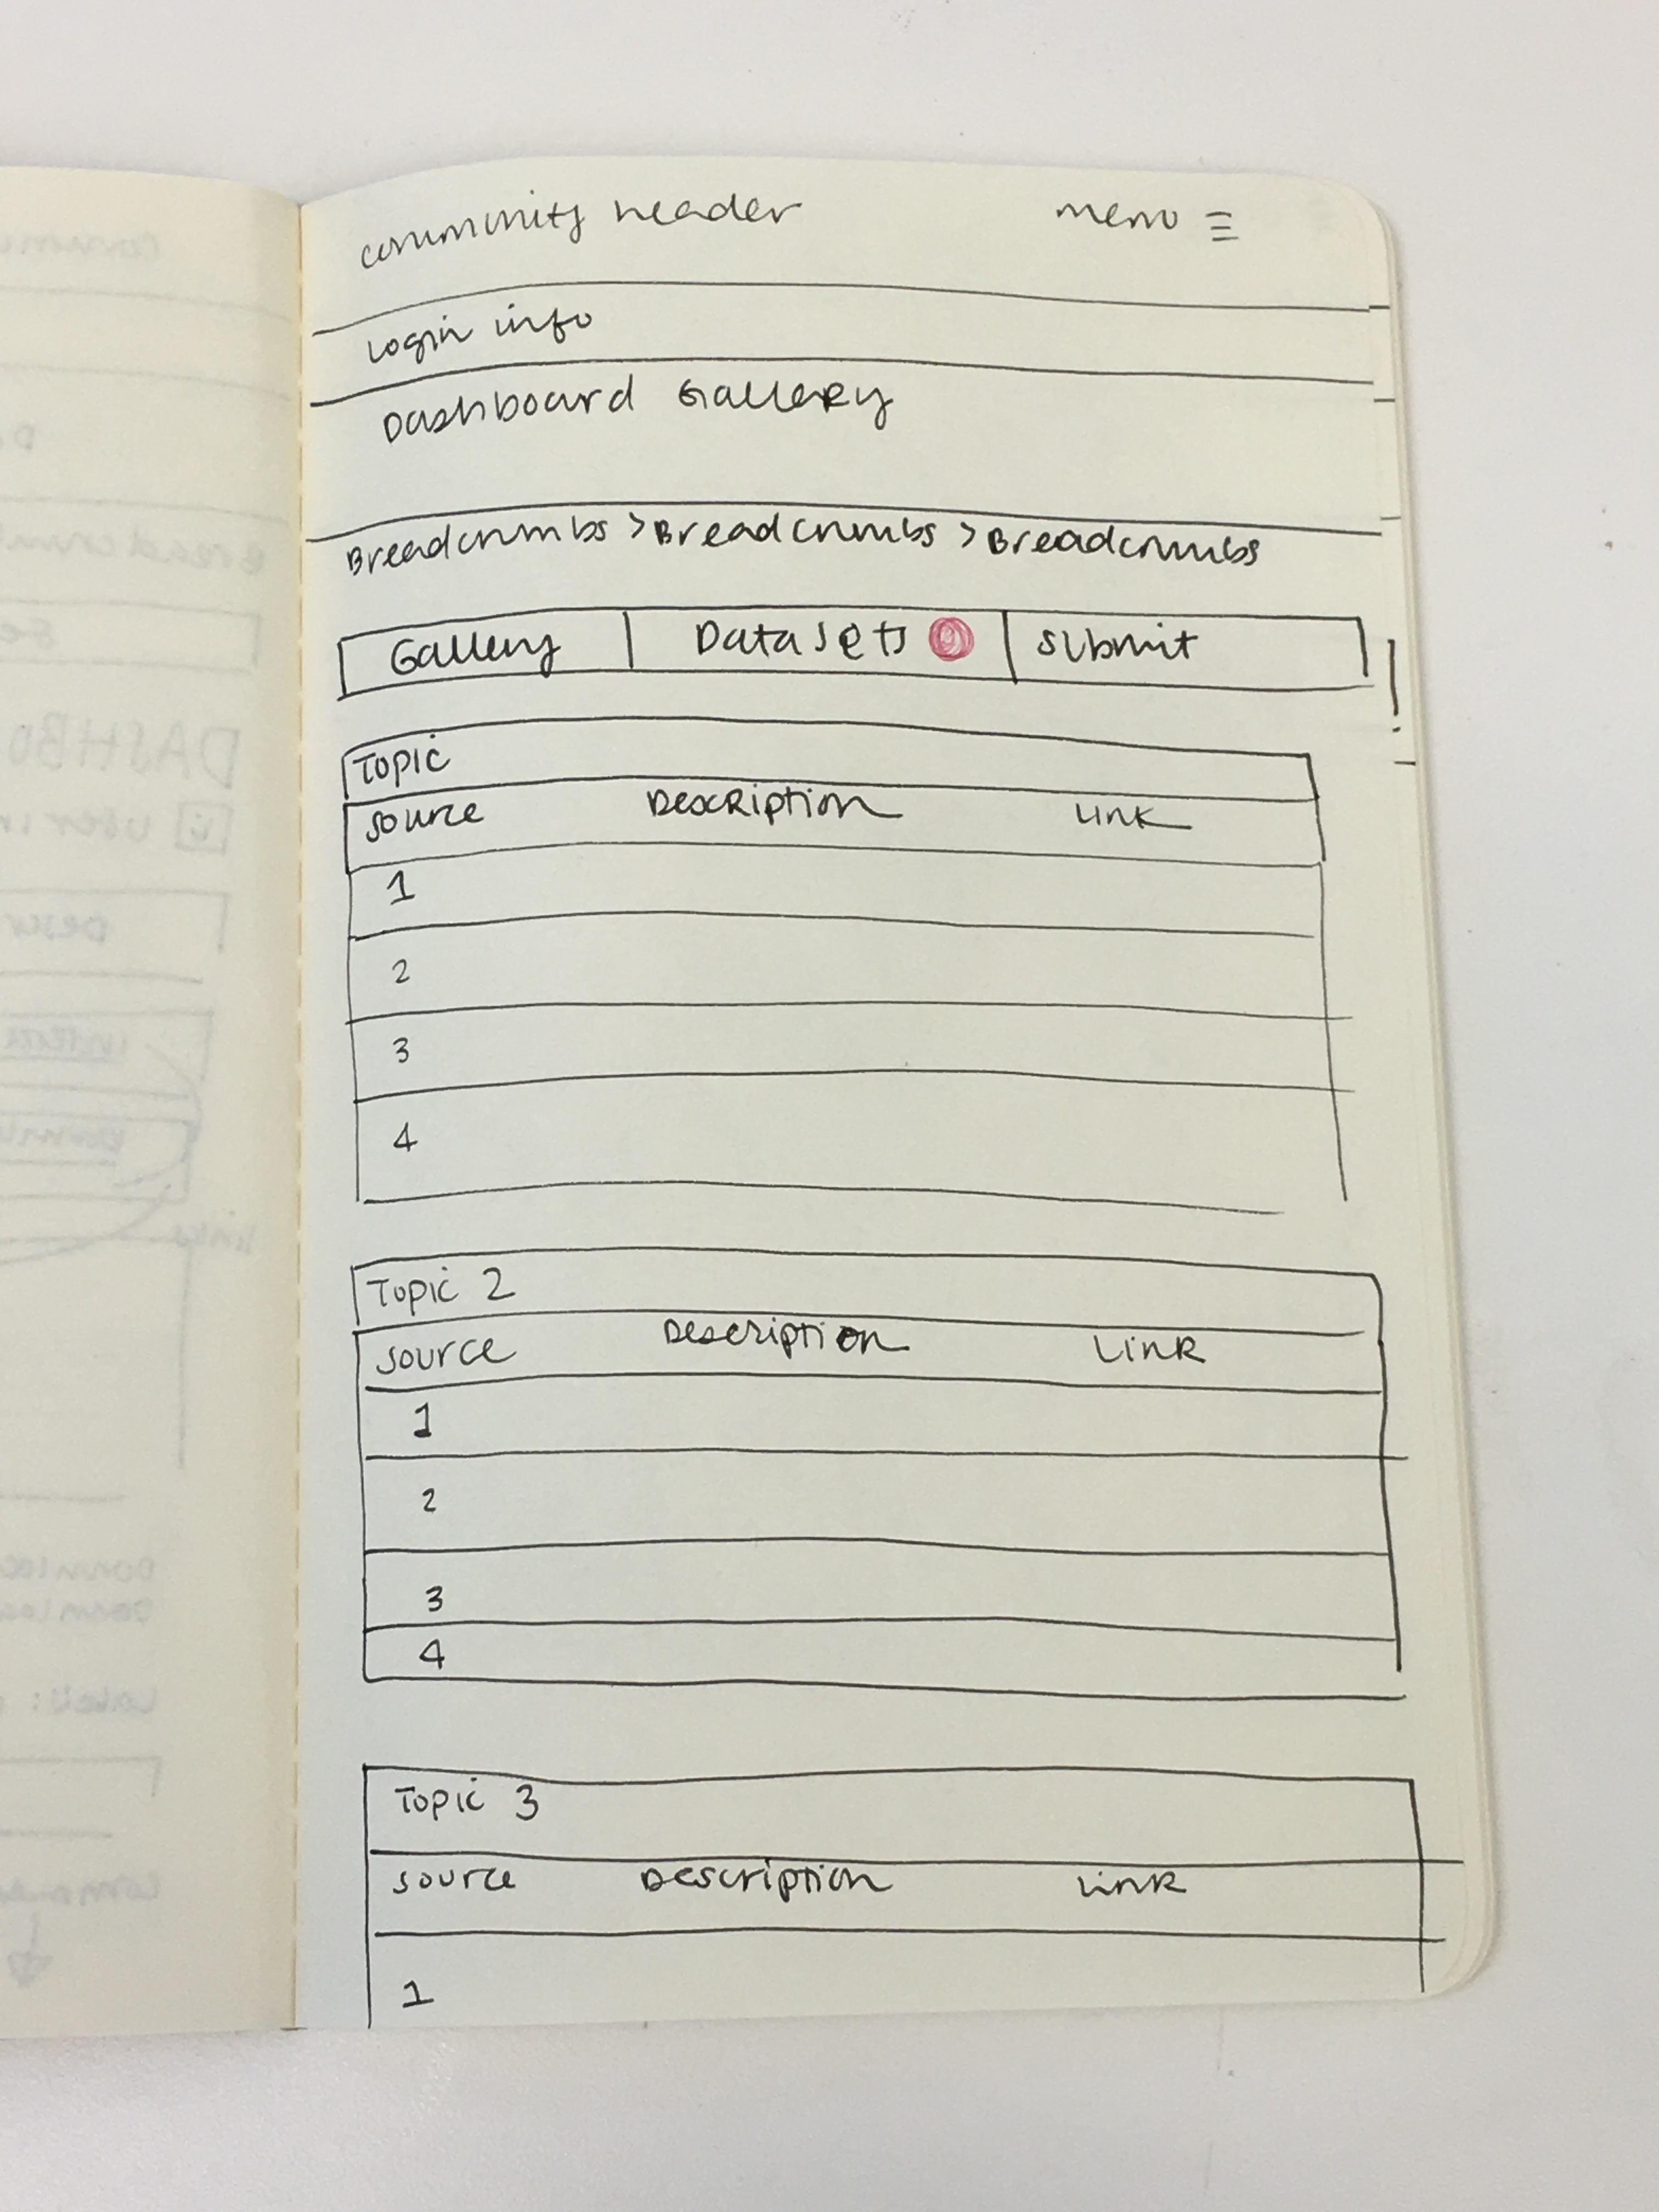 community header menu
Login info
Dashboard Gallery
Breadcrumbs > Breadcrumbs > Breadcrumbs
Gallery Datasets Submit
Topic
source Description Link
1
2
3
4
Topic 2
source Description Link
1
2
3
4
Topic 3
source Description Link
1